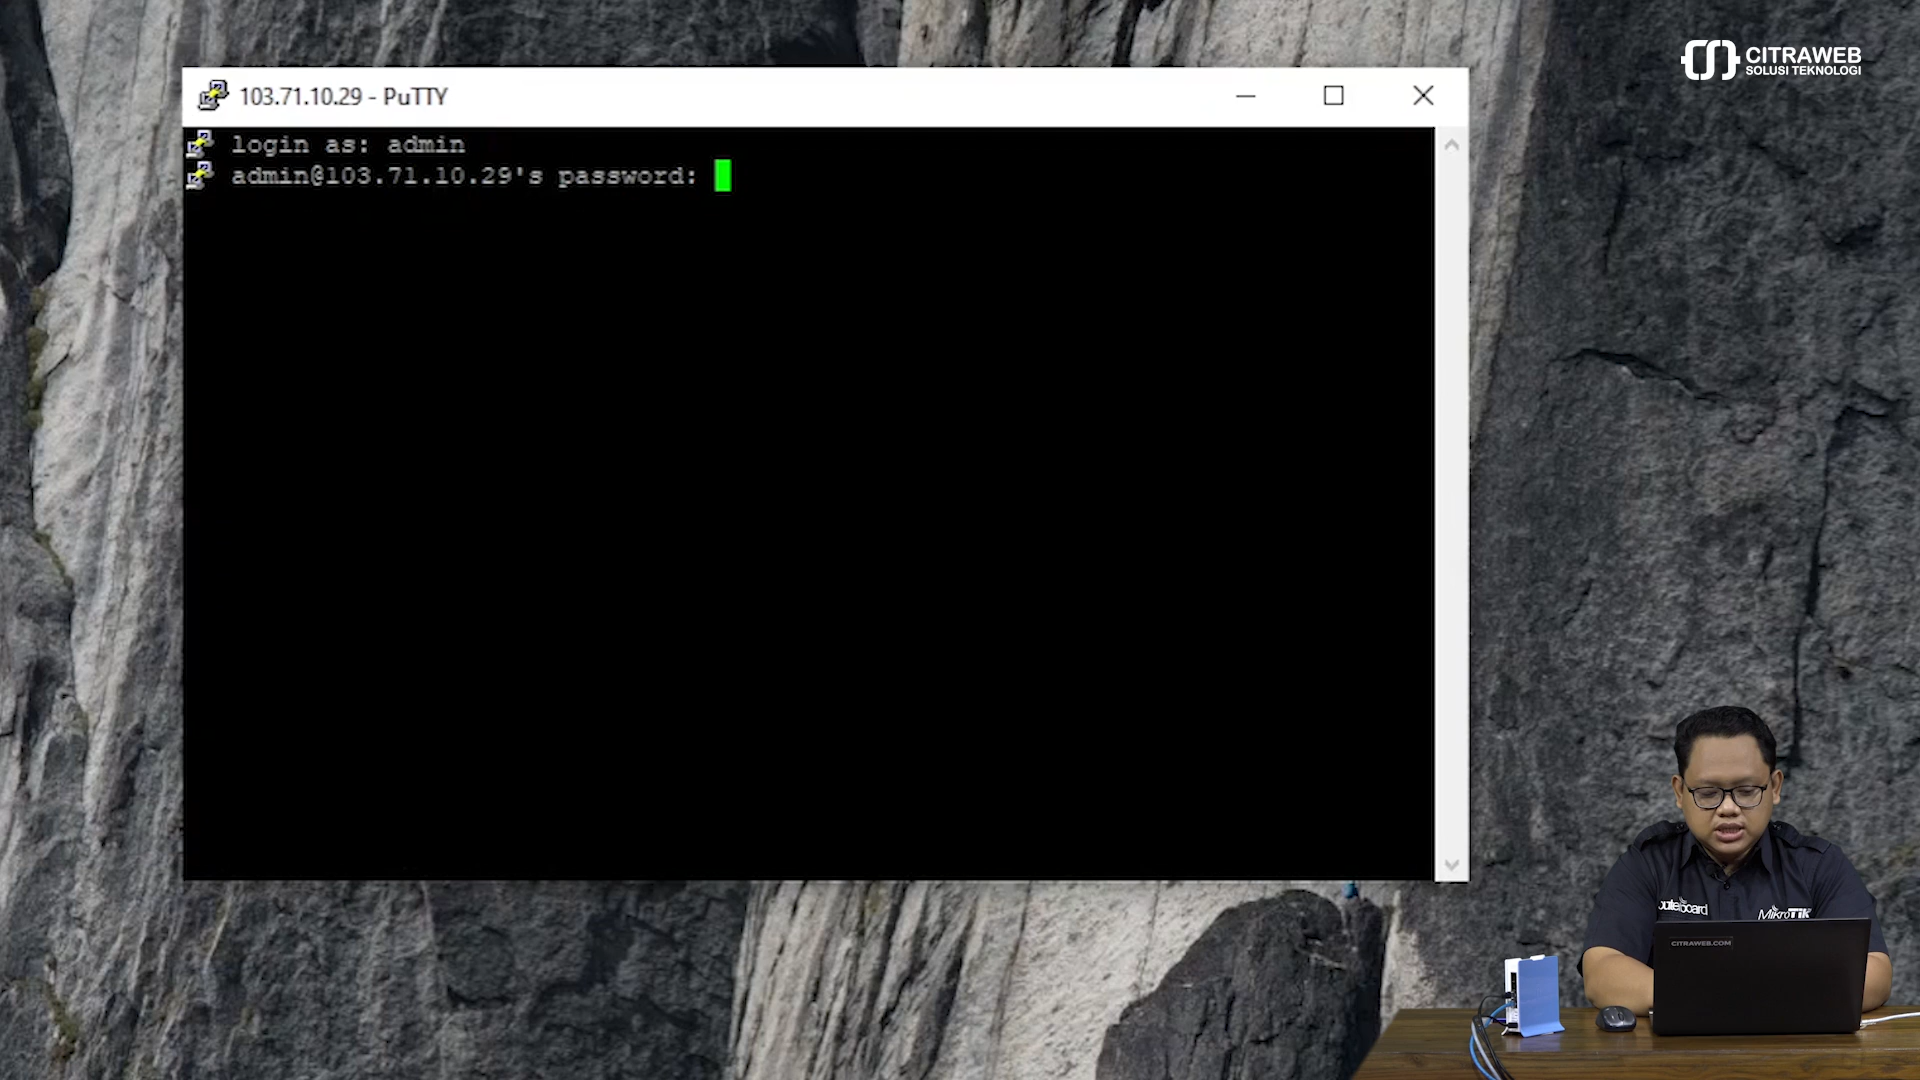 CITRAWEB
SOLUSI TEKNOLOGI
103.71.10.29 - PuTTY
login as: admin
admin@103.71.10.29's password:
MikroTik
CITRAWEB.COM